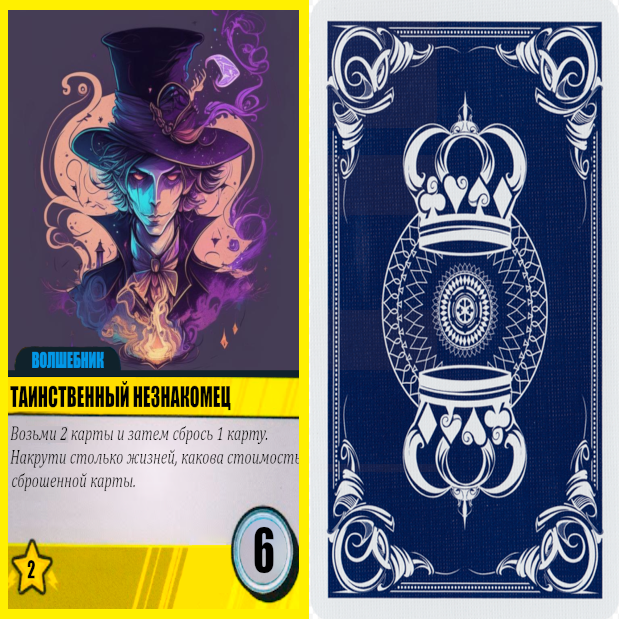 ВОЛШЕБНИК
ТАИНСТВЕННЫЙ НЕЗНАКОМЕЦ
Возьми 2 карты и затем сбрось 1 карту.
Накрути столько жизней, какова стоимость
сброшенной карты.
2
6